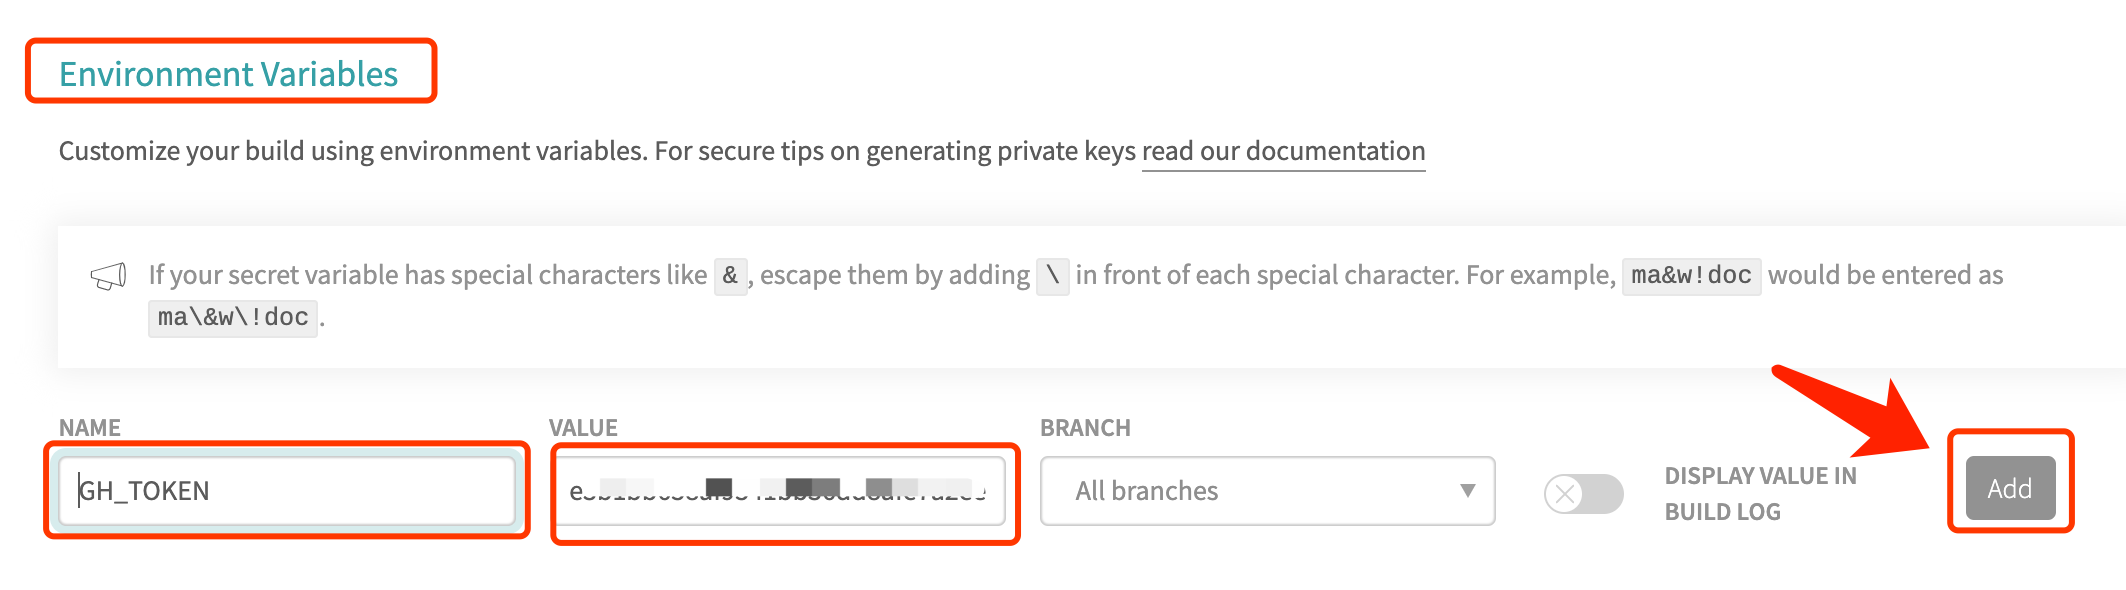 Environment Variables
Customize your build using environment variables. For secure tips on generating private keys read our documentation
If your secret variable has special characters like & , escape them by adding \ in front of each special character. For example, ma&w!doc would be entered as
ma\&w\!doc .
NAME VALUE BRANCH
GH_TOKEN All branches DISPLAY VALUE IN BUILD LOG Add